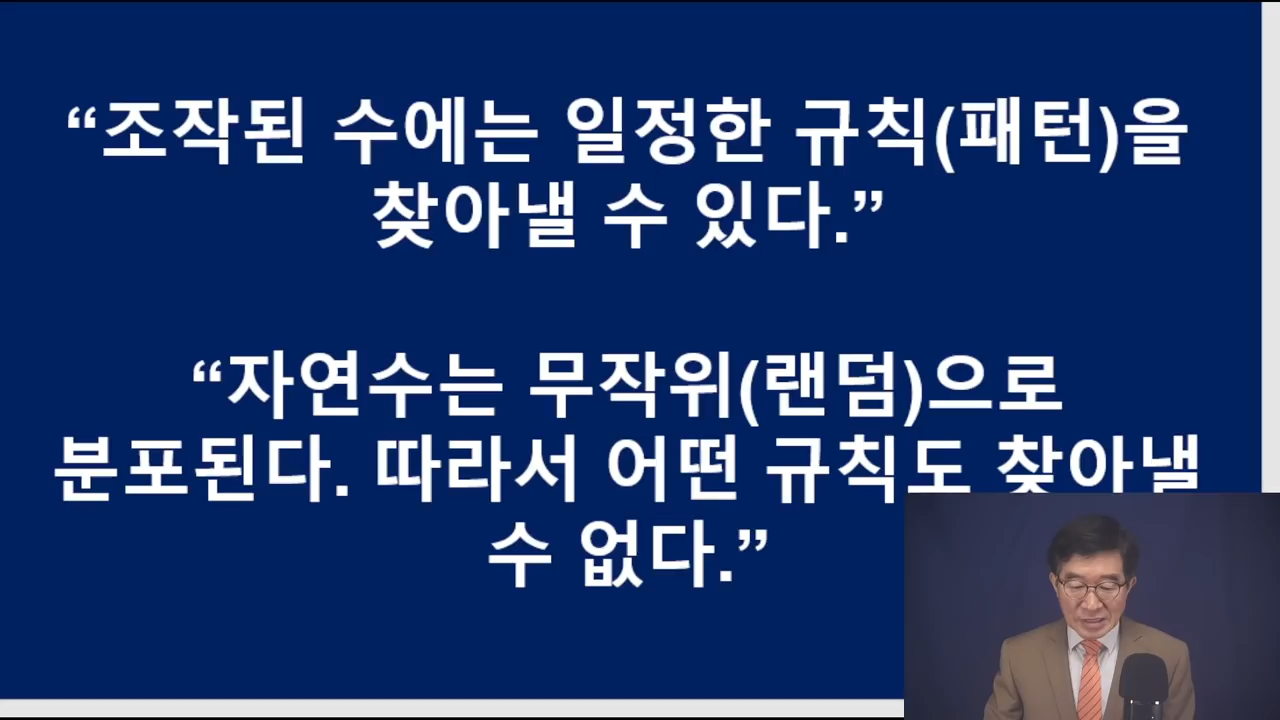 “조작된 수에는 일정한 규칙(패턴)을
찾아낼 수 있다.”
“자연수는 무작위(랜덤)으로
분포된다. 따라서 어떤 규칙도 찾아낼
수 없다.”